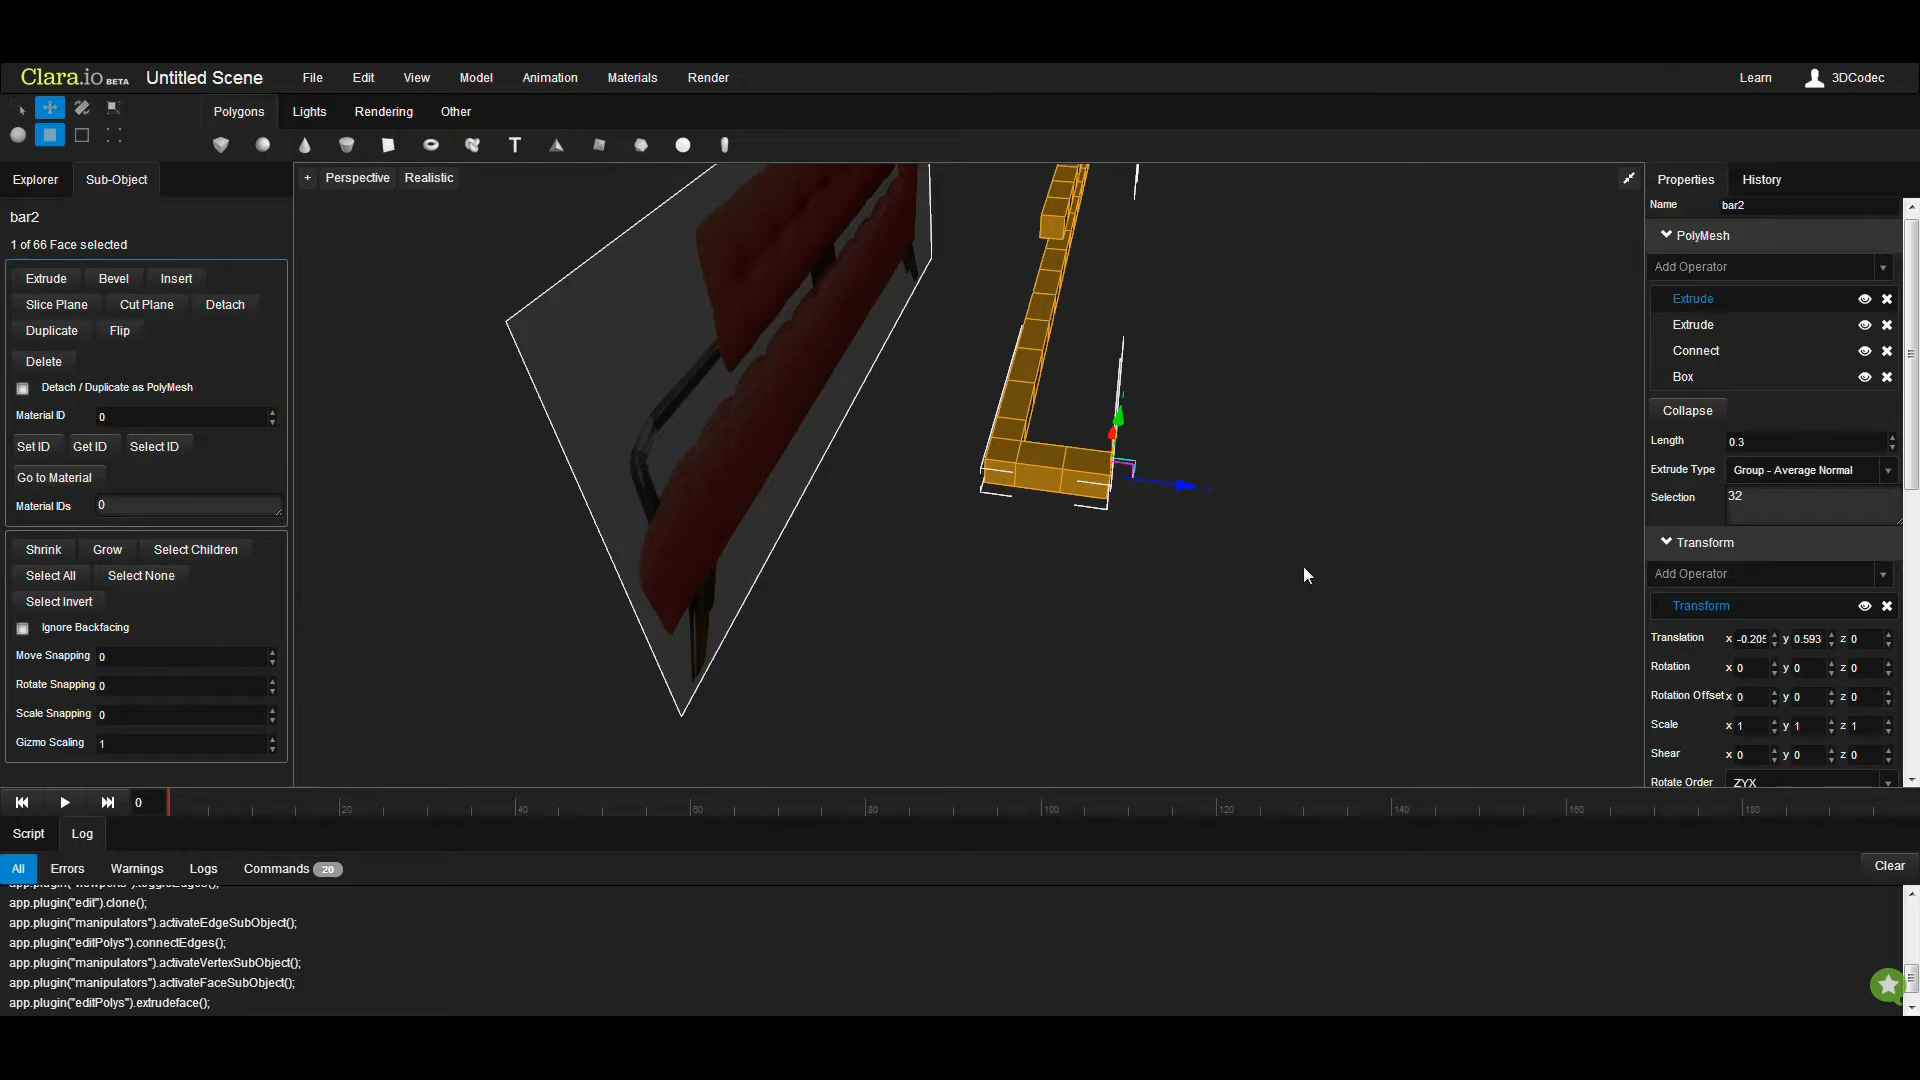 Clara.io BETA Untitled Scene File Edit View Model Animation Materials Render Learn 3DCodec
Polygons Lights Rendering Other
T
Explorer Sub-Object
+ Perspective Realistic
Properties History
bar2
1 of 66 Face selected
Extrude Bevel Insert
Slice Plane Cut Plane Detach
Duplicate Flip
Delete
Detach / Duplicate as PolyMesh
Material ID 0
Set ID Get ID Select ID
Go to Material
Material IDs 0
Shrink Grow Select Children
Select All Select None
Select Invert
Ignore Backfacing
Move Snapping 0
Rotate Snapping 0
Scale Snapping 0
Gizmo Scaling 1
Name bar2
PolyMesh
Add Operator
Extrude
Extrude
Connect
Box
Collapse
Length 0.3
Extrude Type Group - Average Normal
Selection 32
Transform
Add Operator
Transform
Translation x -0.205 y 0.593 z 0
Rotation x 0 y 0 z 0
Rotation Offset x 0 y 0 z 0
Scale x 1 y 1 z 1
Shear x 0 y 0 z 0
Rotate Order ZYX
0 20 40 60 80 100 120 140 160 180
Script Log
All Errors Warnings Logs Commands 20 Clear
app.plugin("viewports").toggleEdges();
app.plugin("edit").clone();
app.plugin("manipulators").activateEdgeSubObject();
app.plugin("editPolys").connectEdges();
app.plugin("manipulators").activateVertexSubObject();
app.plugin("manipulators").activateFaceSubObject();
app.plugin("editPolys").extrudeface();